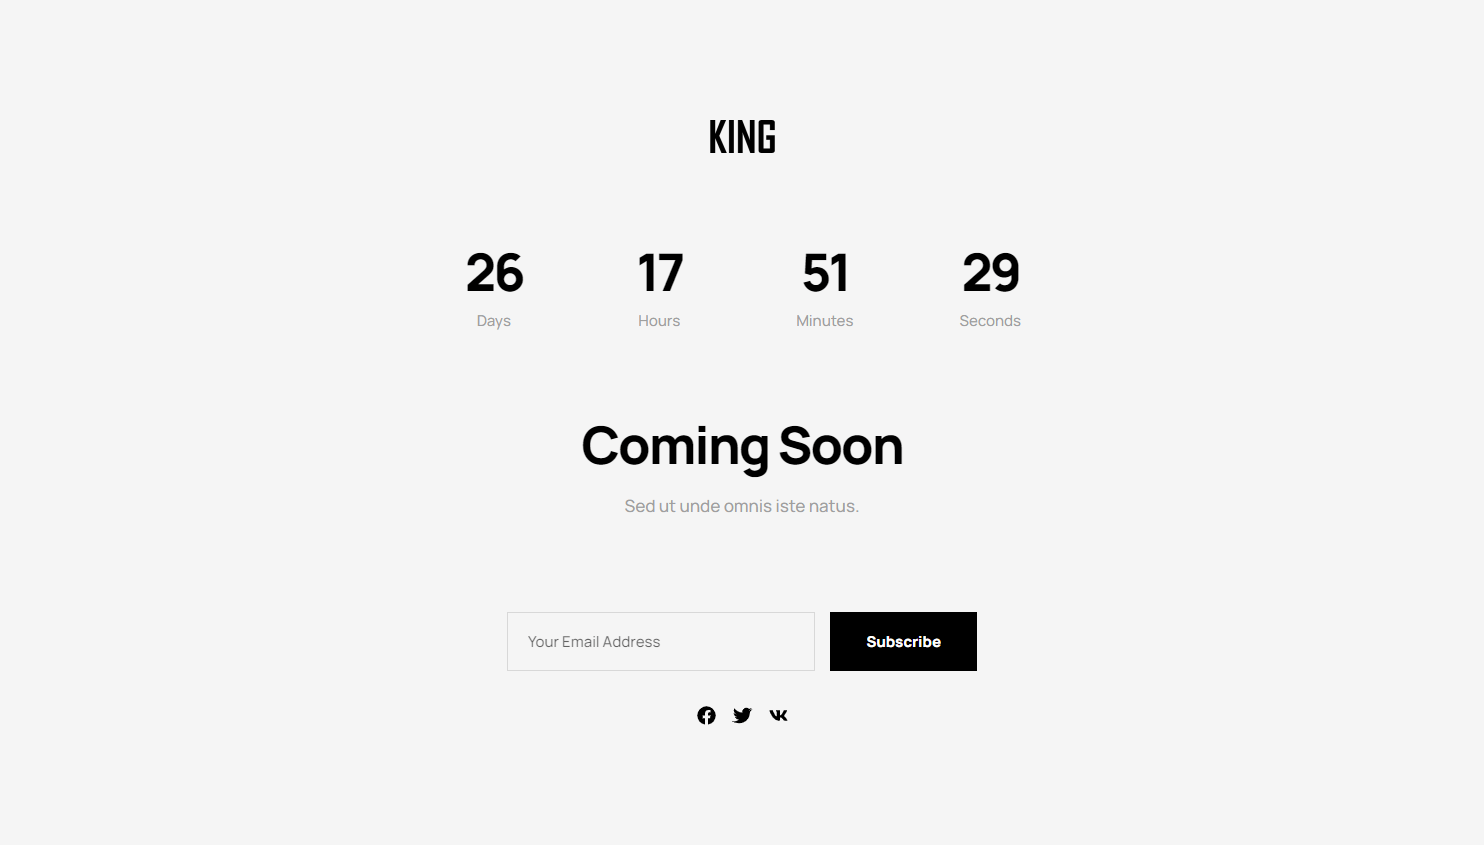 KING
26 17 51 29
Days Hours Minutes Seconds
Coming Soon
Sed ut unde omnis iste natus.
Your Email Address Subscribe